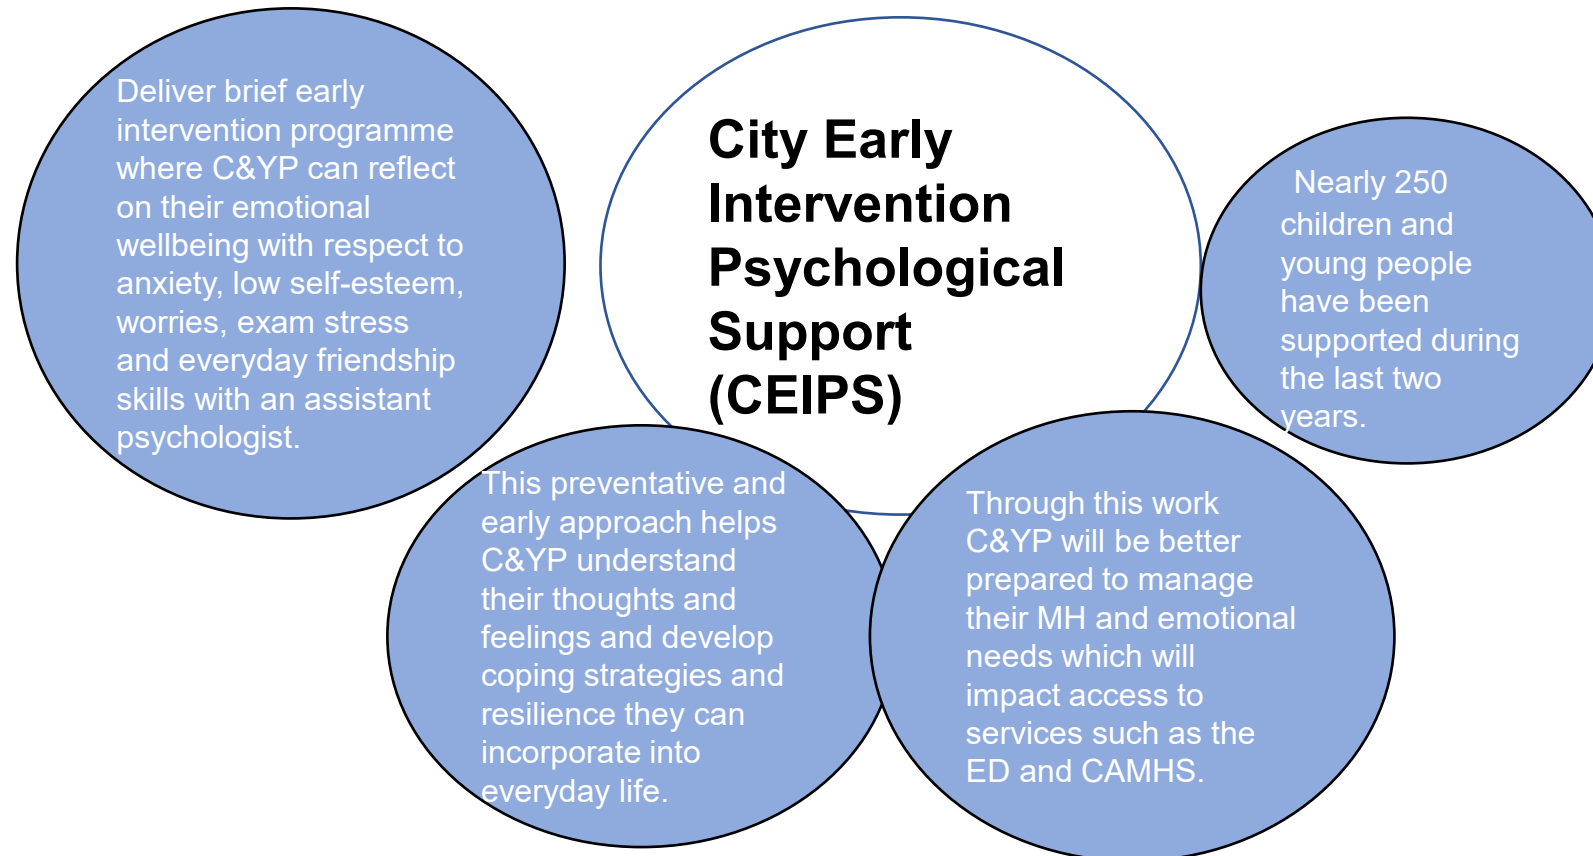 Deliver brief early
intervention programme
where C&YP can reflect
on their emotional
wellbeing with respect to
anxiety, low self-esteem,
worries, exam stress
and everyday friendship
skills with an assistant
psychologist.
City Early
Intervention
Psychological
Support
(CEIPS)
Nearly 250
children and
young people
have been
supported during
the last two
years.
This preventative and
early approach helps
C&YP understand
their thoughts and
feelings and develop
coping strategies and
resilience they can
incorporate into
everyday life.
Through this work
C&YP will be better
prepared to manage
their MH and emotional
needs which will
impact access to
services such as the
ED and CAMHS.